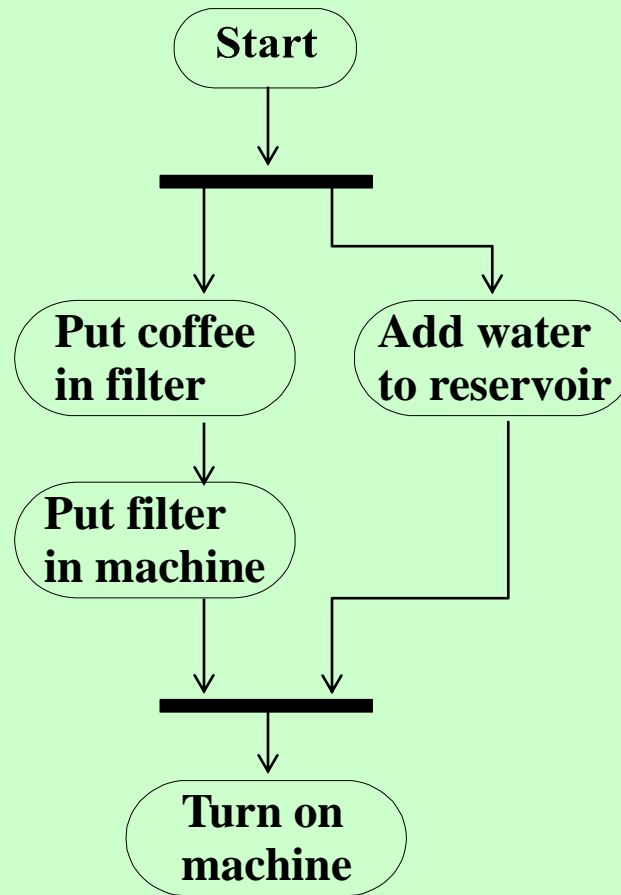 Start
Put coffee
in filter
Add water
to reservoir
Put filter
in machine
Turn on
machine